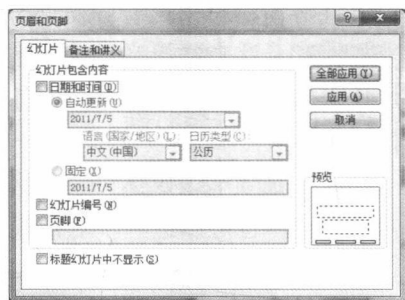 页眉和页脚
幻灯片 备注和讲义
幻灯片包含内容
日期和时间(D)
自动更新(U)
2011/7/5
语言(国家/地区)(L): 日历类型(C):
中文(中国) 公历
固定(X)
2011/7/5
幻灯片编号(N)
页脚(F)
标题幻灯片中不显示(S)
全部应用(Y)
应用(A)
取消
预览